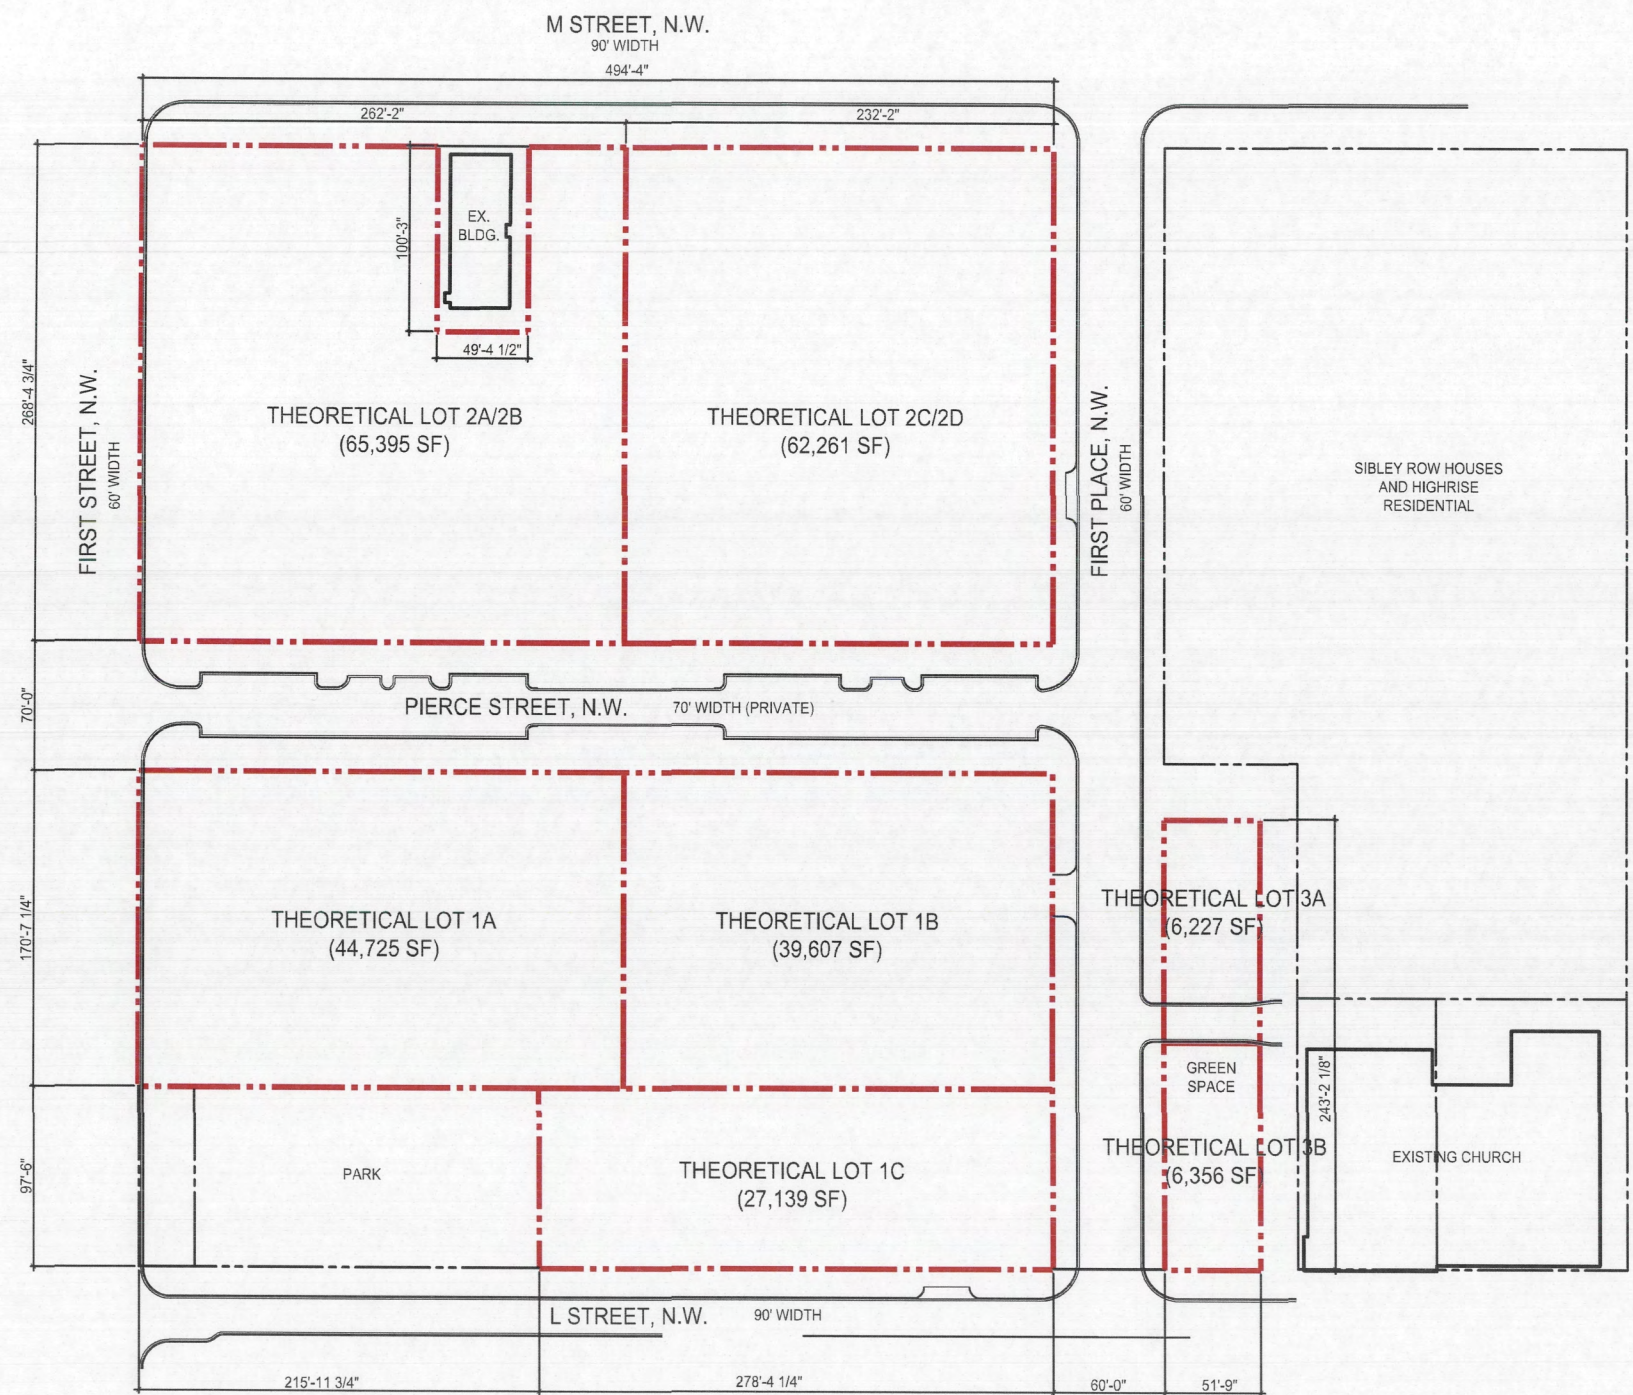 M STREET, N.W.
90' WIDTH
494'-4"
262'-2"
232'-2"
EX.
BLDG.
100'-3"
49'-4 1/2"
268'-4 3/4"
FIRST STREET, N.W.
60' WIDTH
THEORETICAL LOT 2A/2B
(65,395 SF)
THEORETICAL LOT 2C/2D
(62,261 SF)
FIRST PLACE, N.W.
60' WIDTH
SIBLEY ROW HOUSES
AND HIGHRISE
RESIDENTIAL
70'-0"
PIERCE STREET, N.W.
70' WIDTH (PRIVATE)
170'-7 1/4"
THEORETICAL LOT 1A
(44,725 SF)
THEORETICAL LOT 1B
(39,607 SF)
THEORETICAL LOT 3A
(6,227 SF)
GREEN
SPACE
243'-2 1/8"
97'-6"
PARK
THEORETICAL LOT 1C
(27,139 SF)
THEORETICAL LOT 3B
(6,356 SF)
EXISTING CHURCH
L STREET, N.W.
90' WIDTH
215'-11 3/4"
278'-4 1/4"
60'-0"
51'-9"